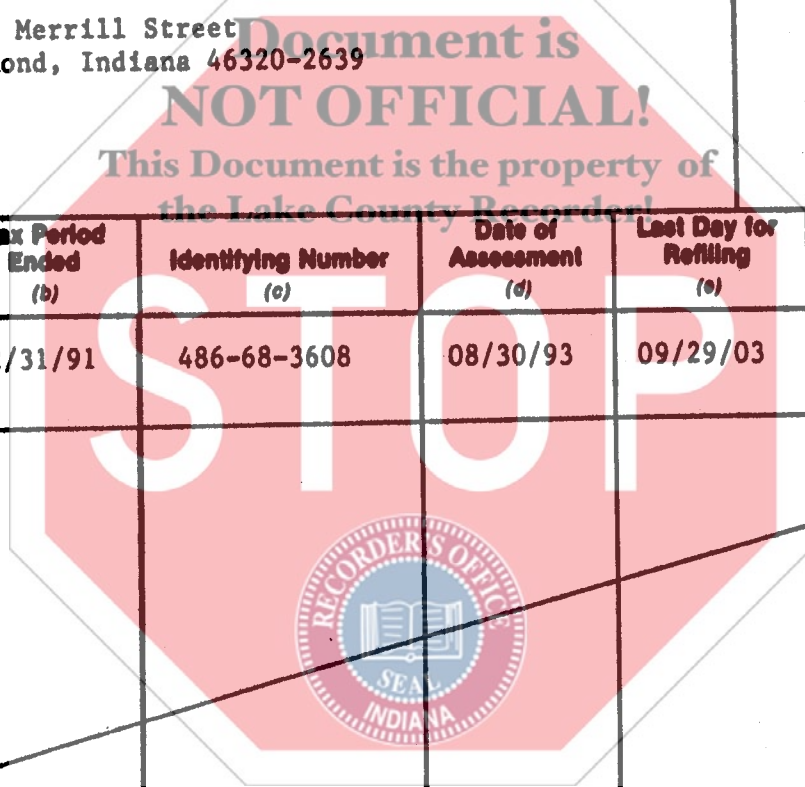 Merrill Street
ond, Indiana 46320-2639
Document is
NOT OFFICIAL!
This Document is the property of
the Lake County Recorder!
ax Period Ended (b)
Identifying Number (c)
Date of Assessment (d)
Last Day for Refiling (e)
/31/91 486-68-3608 08/30/93 09/29/03
STOP
RECORDER'S OFFICE
SEAL
INDIANA